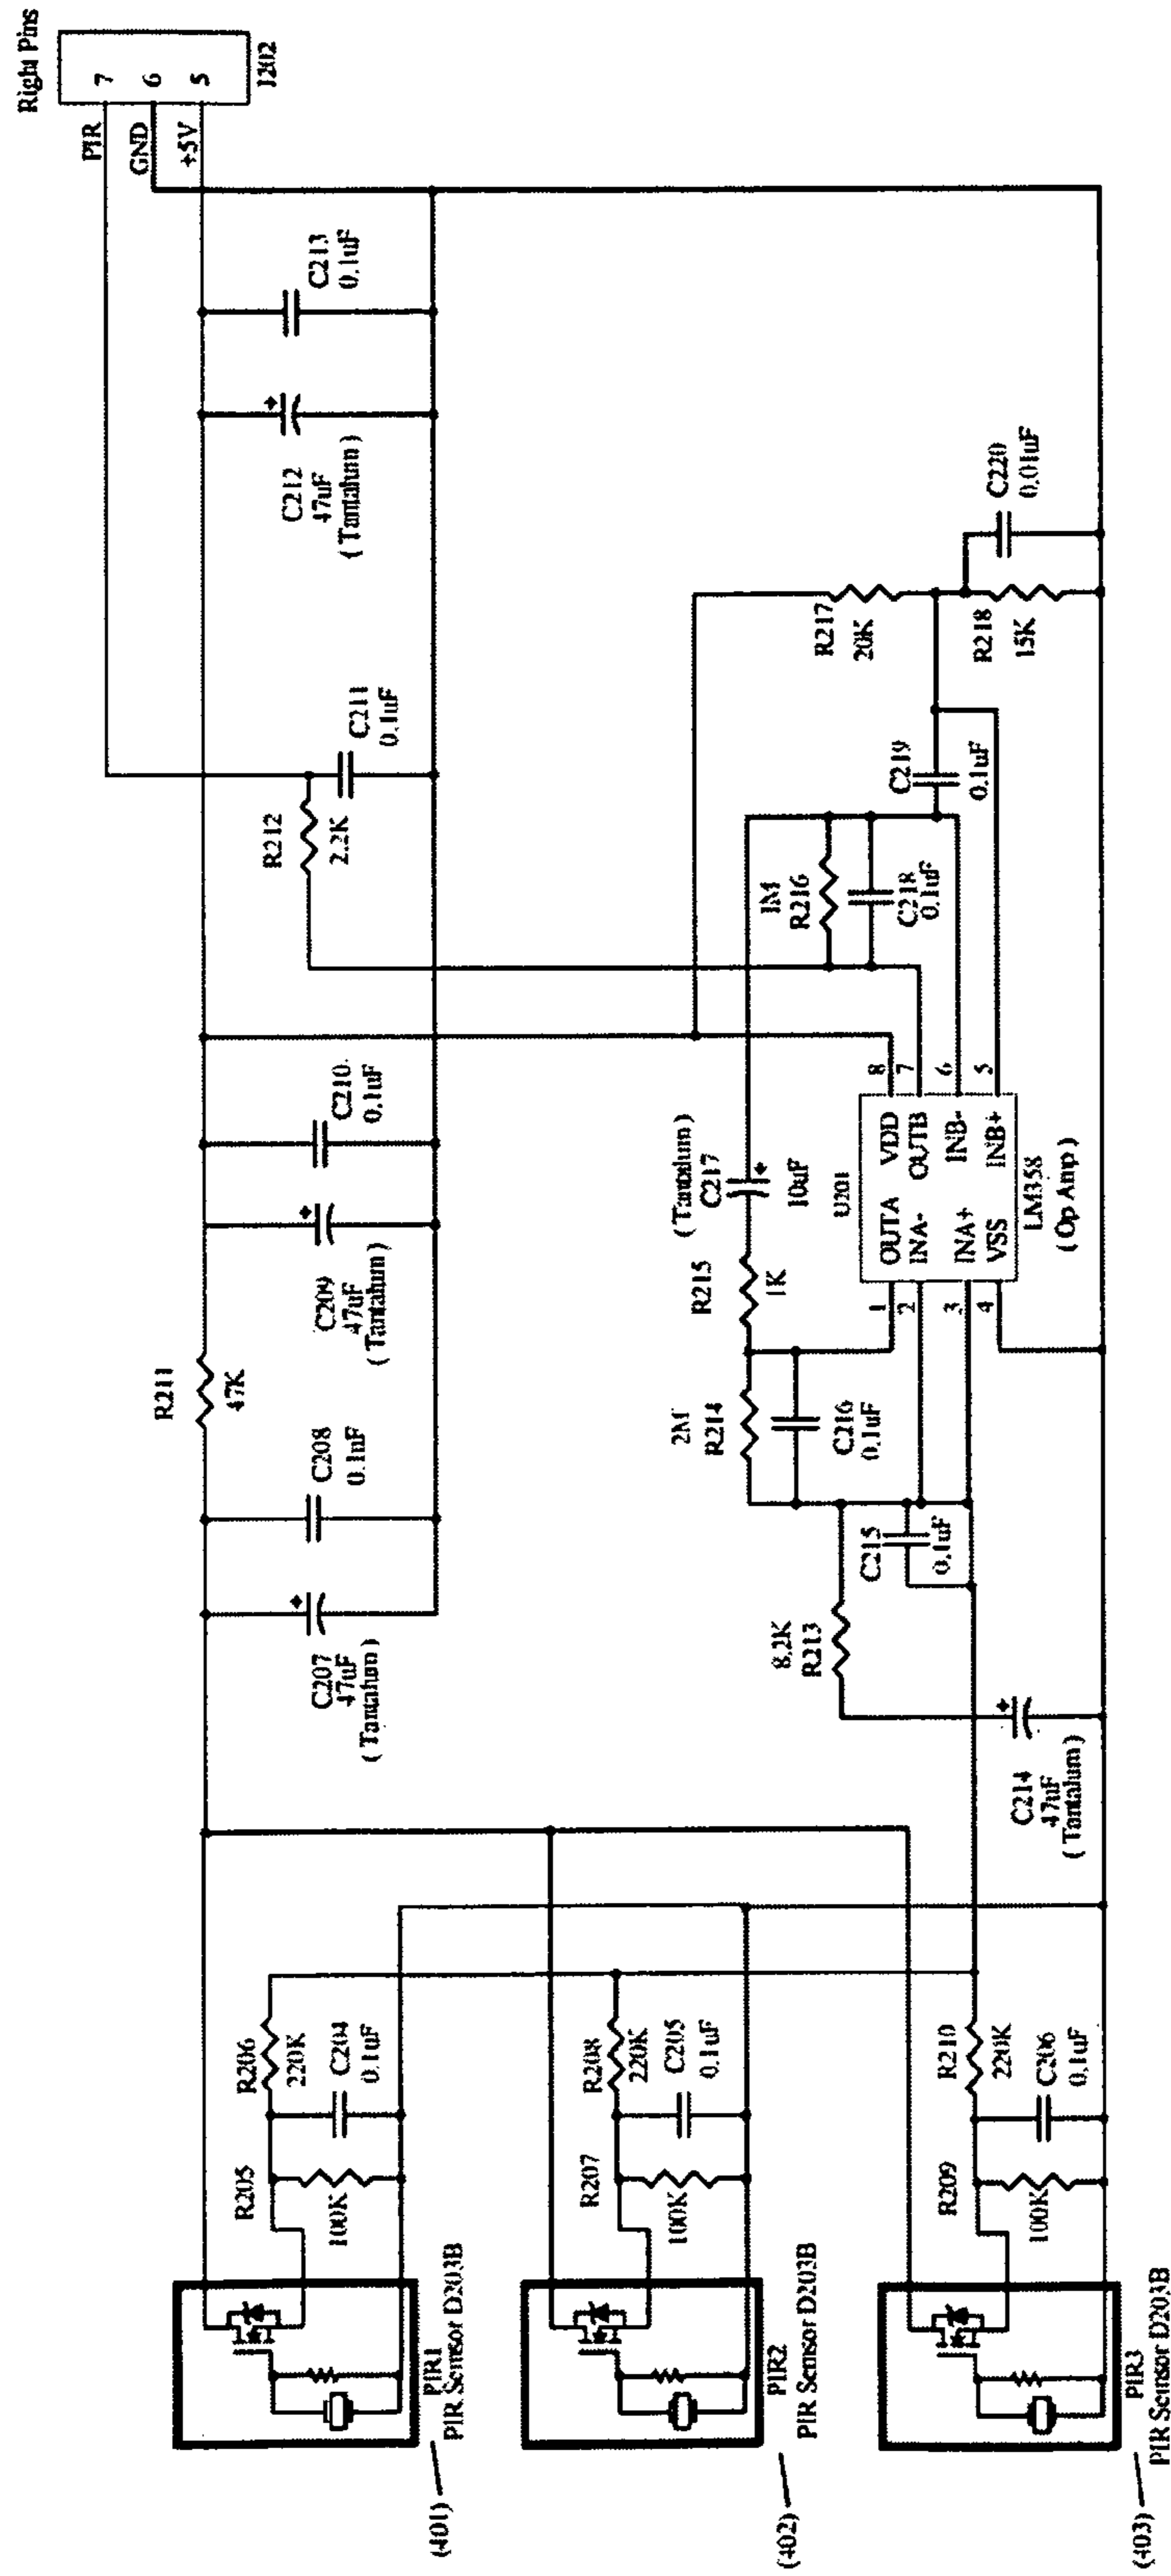 Right Pins
7
6
5
J202
PIR
GND
+5V
C213
0.1uF
C212
47uF
( Tantalum )
C211
0.1uF
R212
2.2K
C210
0.1uF
C209
47uF
( Tantalum )
R211
47K
C208
0.1nF
C207
47uF
( Tantalum )
C220
0.01uF
R217
20K
R218
15K
C219
0.1uF
1M
R216
C218
0.1uF
( Tantalum )
C217
10uF
R215
1K
2M
R214
C216
0.1uF
U201
8
7
6
5
VDD
OUTB
INB-
INB+
OUTA
INA-
INA+
VSS
1
2
3
4
LM358
( Op Amp )
C215
0.1uF
8.2K
R213
C214
47uF
( Tantalum )
R206
220K
C204
0.1uF
R205
100K
R208
220K
C205
0.1uF
R207
100K
R210
220K
C206
0.1uF
R209
100K
PIR1
PIR Semsor D203B
(401)
PIR2
PIR Semsor D203B
(402)
PIR3
PIR Semsor D203B
(403)